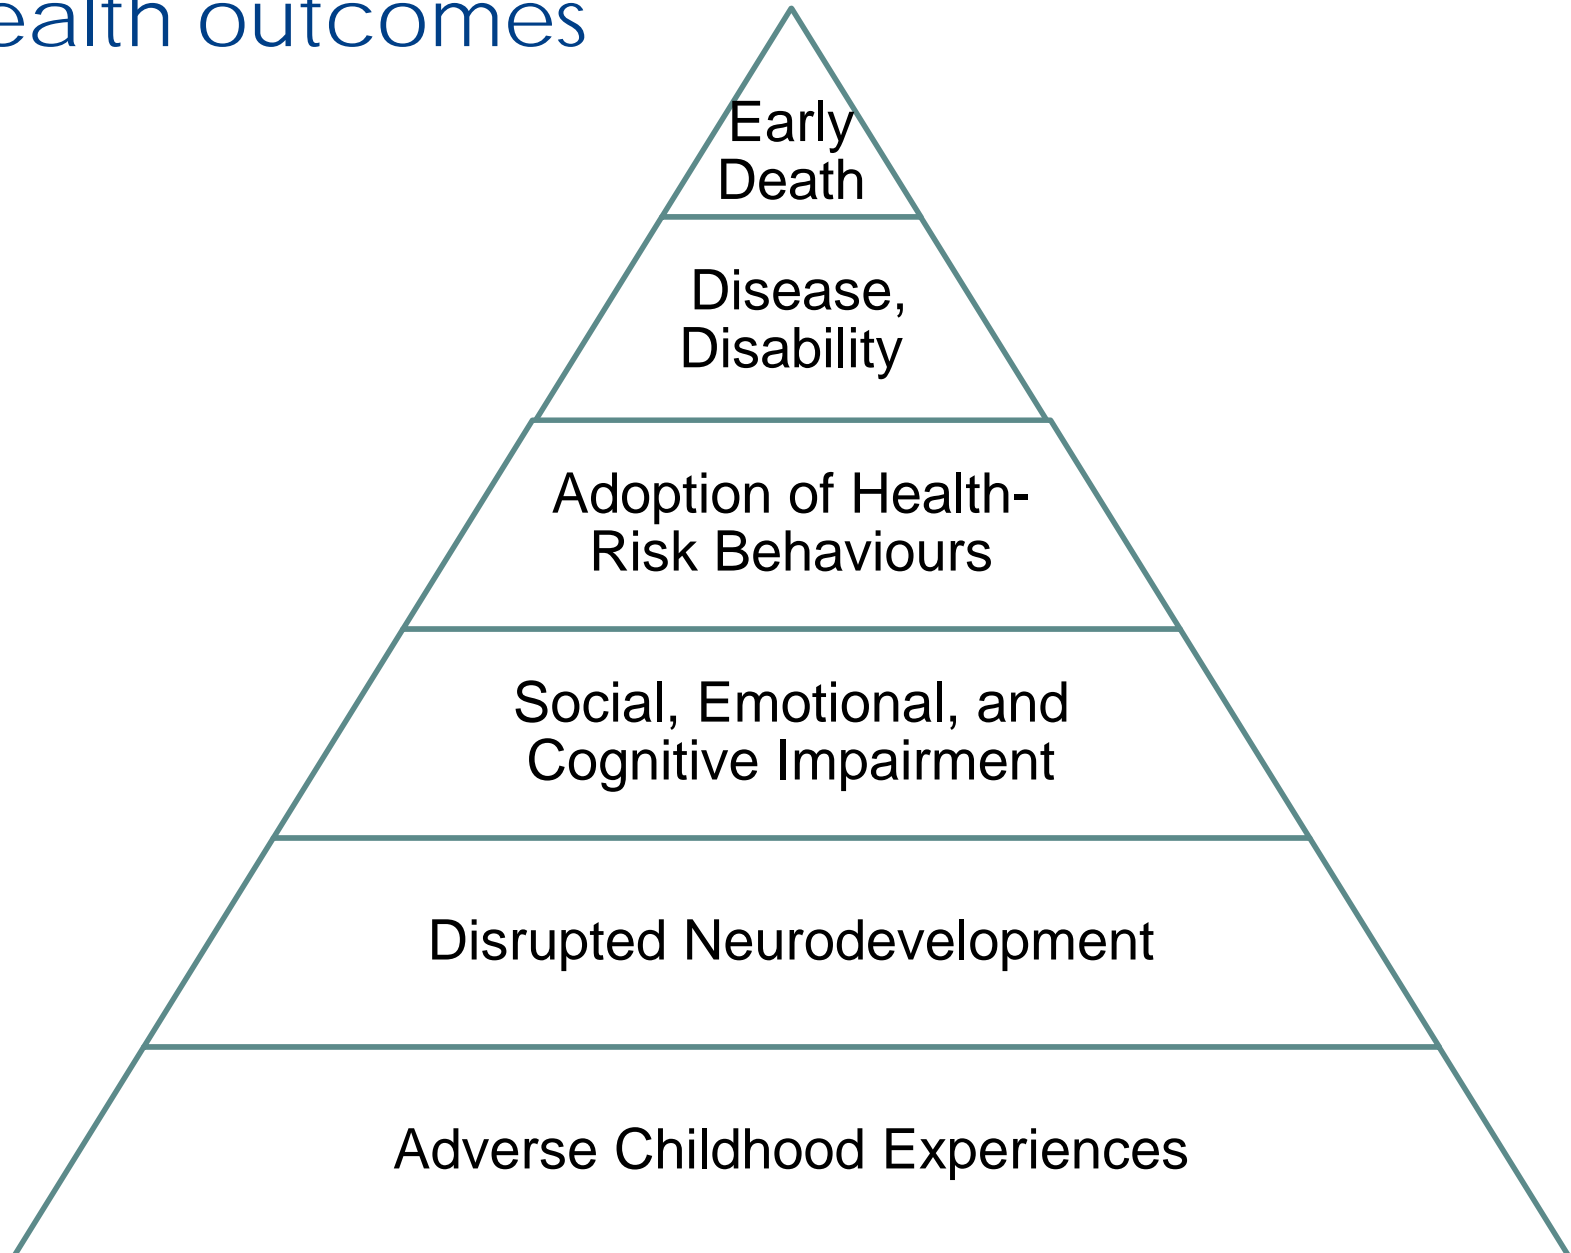 ealth outcomes
Early
Death
Disease,
Disability
Adoption of Health-
Risk Behaviours
Social, Emotional, and
Cognitive Impairment
Disrupted Neurodevelopment
Adverse Childhood Experiences